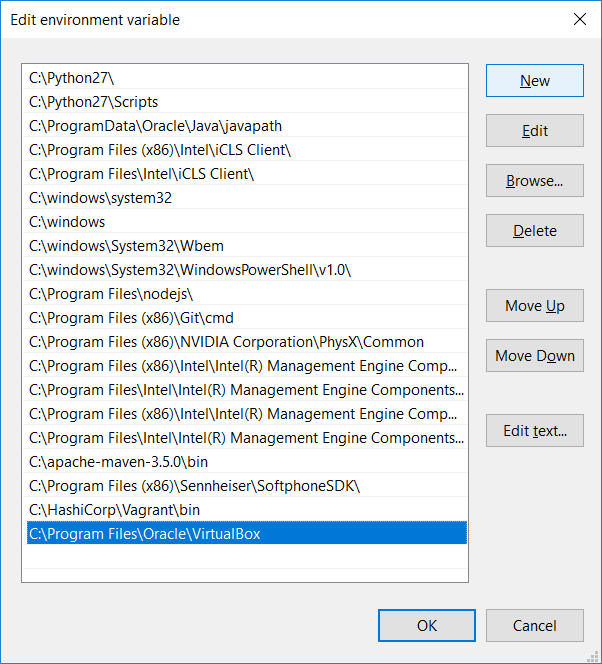 Edit environment variable
C:\Python27\
C:\Python27\Scripts
C:\ProgramData\Oracle\Java\javapath
C:\Program Files (x86)\Intel\iCLS Client\
C:\Program Files\Intel\iCLS Client\
C:\windows\system32
C:\windows
C:\windows\System32\Wbem
C:\windows\System32\WindowsPowerShell\v1.0\
C:\Program Files\nodejs\
C:\Program Files (x86)\Git\cmd
C:\Program Files (x86)\NVIDIA Corporation\PhysX\Common
C:\Program Files (x86)\Intel\Intel(R) Management Engine Comp...
C:\Program Files\Intel\Intel(R) Management Engine Components...
C:\Program Files (x86)\Intel\Intel(R) Management Engine Comp...
C:\Program Files\Intel\Intel(R) Management Engine Components...
C:\apache-maven-3.5.0\bin
C:\Program Files (x86)\Sennheiser\SoftphoneSDK\
C:\HashiCorp\Vagrant\bin
C:\Program Files\Oracle\VirtualBox
New
Edit
Browse...
Delete
Move Up
Move Down
Edit text...
OK
Cancel